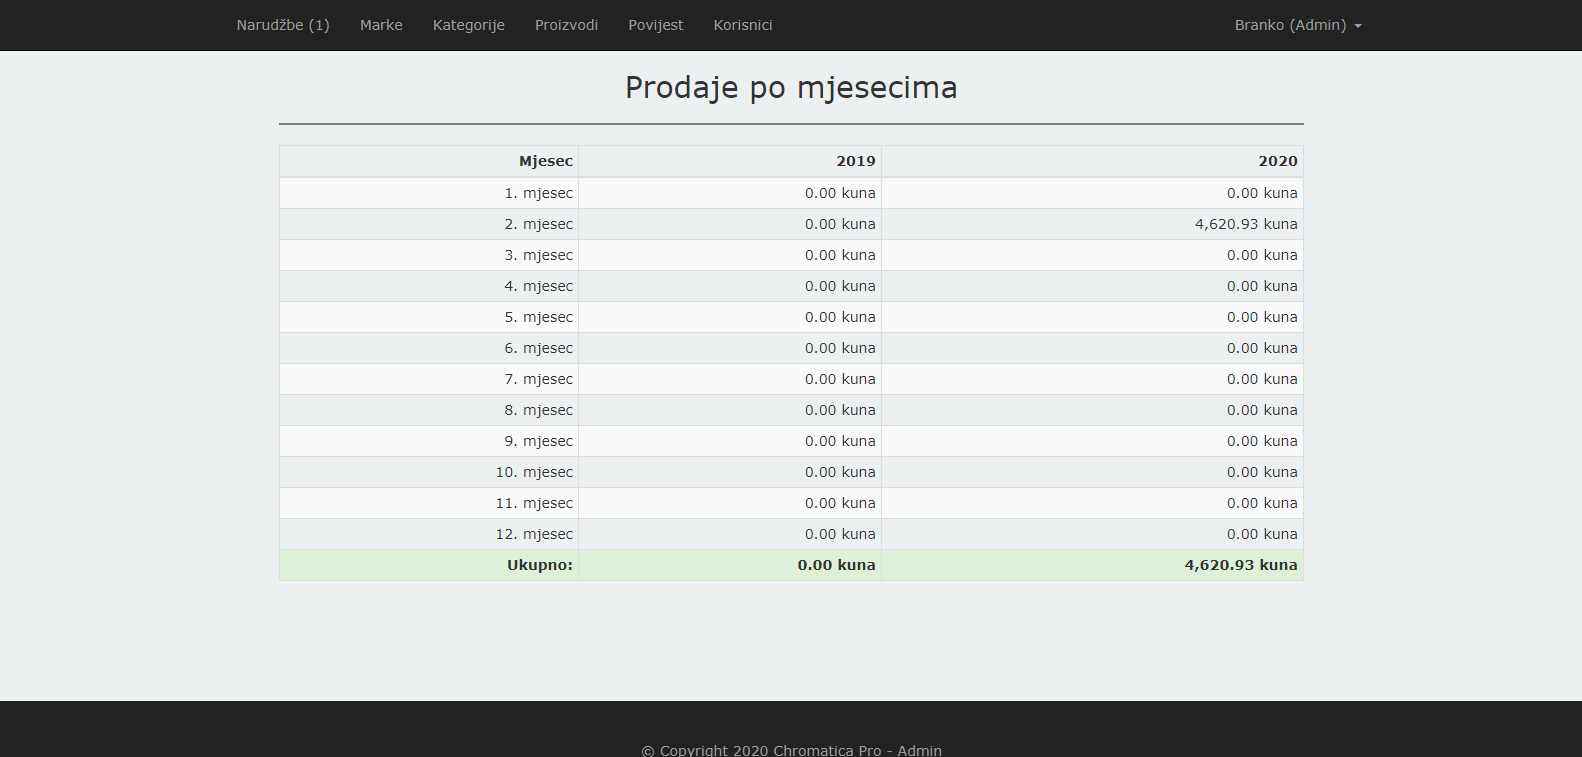 Narudžbe (1) Marke Kategorije Proizvodi Povijest Korisnici Branko (Admin)
Prodaje po mjesecima
Mjesec 2019 2020
1. mjesec 0.00 kuna 0.00 kuna
2. mjesec 0.00 kuna 4,620.93 kuna
3. mjesec 0.00 kuna 0.00 kuna
4. mjesec 0.00 kuna 0.00 kuna
5. mjesec 0.00 kuna 0.00 kuna
6. mjesec 0.00 kuna 0.00 kuna
7. mjesec 0.00 kuna 0.00 kuna
8. mjesec 0.00 kuna 0.00 kuna
9. mjesec 0.00 kuna 0.00 kuna
10. mjesec 0.00 kuna 0.00 kuna
11. mjesec 0.00 kuna 0.00 kuna
12. mjesec 0.00 kuna 0.00 kuna
Ukupno: 0.00 kuna 4,620.93 kuna
© Copyright 2020 Chromatica Pro - Admin